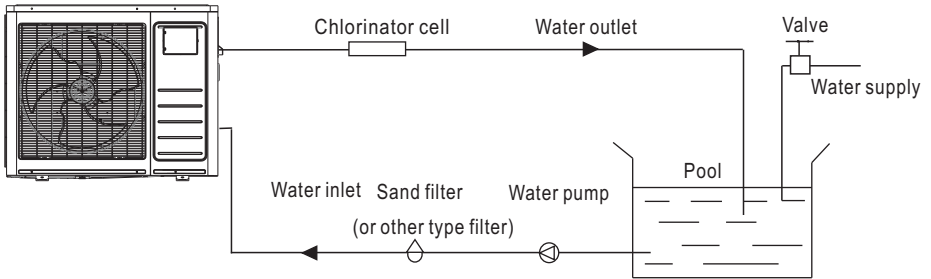 Chlorinator cell
Water outlet
Valve
Water supply
Pool
Water inlet
Sand filter
(or other type filter)
Water pump